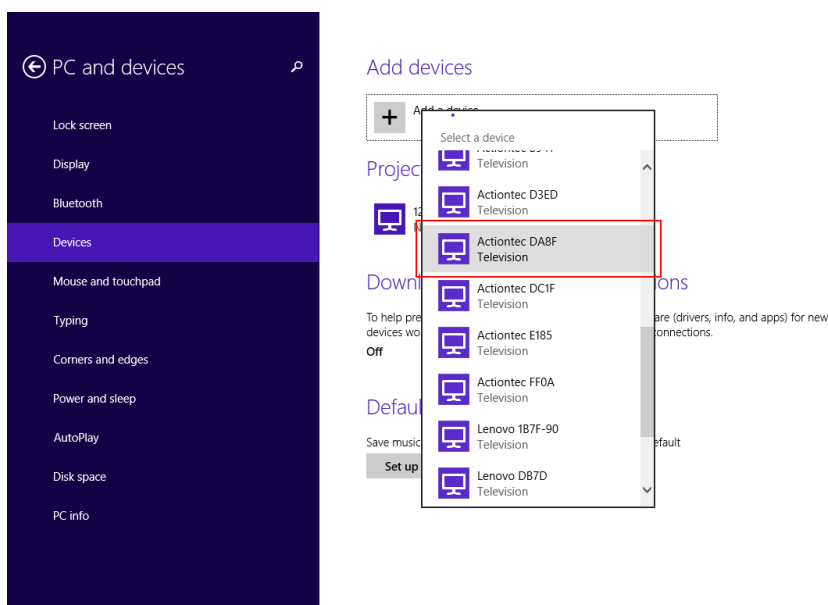 PC and devices
Lock screen
Display
Bluetooth
Devices
Mouse and touchpad
Typing
Corners and edges
Power and sleep
AutoPlay
Disk space
PC info
Add devices
Add a device
Select a device
Television
Actiontec D3ED
Television
Actiontec DA8F
Television
Actiontec DC1F
Television
Actiontec E185
Television
Actiontec FF0A
Television
Lenovo 1B7F-90
Television
Lenovo DB7D
Television
Projec
12
Downl ons
To help pre are (drivers, info, and apps) for new
devices wo connections.
Off
Defaul
Save music efault
Set up